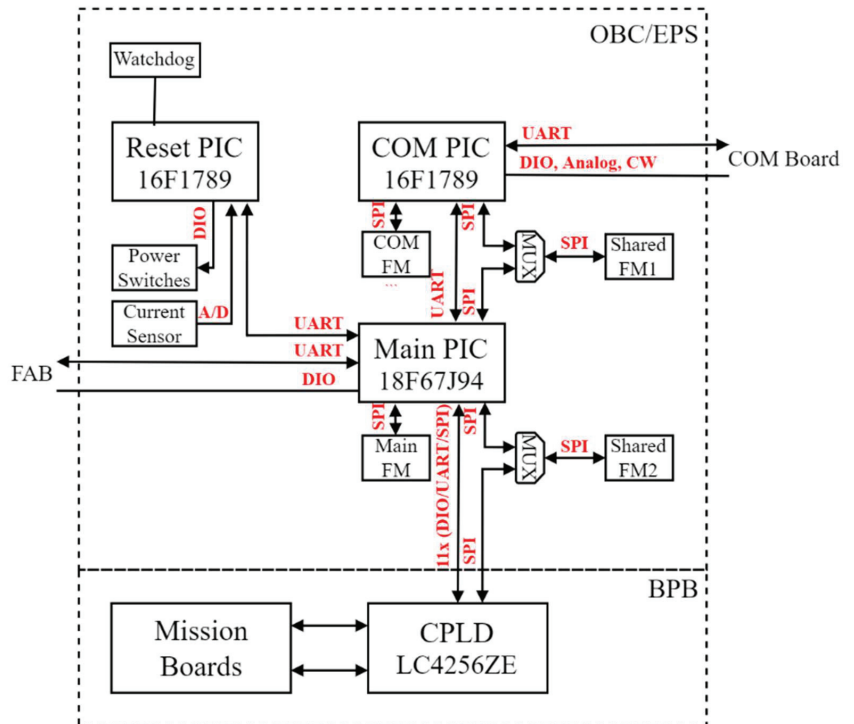 OBC/EPS
Watchdog
Reset PIC
16F1789
COM PIC
16F1789
UART
DIO, Analog, CW
COM Board
DIO
SPI
COM
FM
...
UART
SPI
SPI
MUX
SPI
Shared
FM1
Power
Switches
Current
Sensor
A/D
UART
UART
DIO
FAB
Main PIC
18F67J94
SPI
Main
FM
11x (DIO/UART/SPI)
SPI
SPI
MUX
SPI
Shared
FM2
BPB
Mission
Boards
CPLD
LC4256ZE